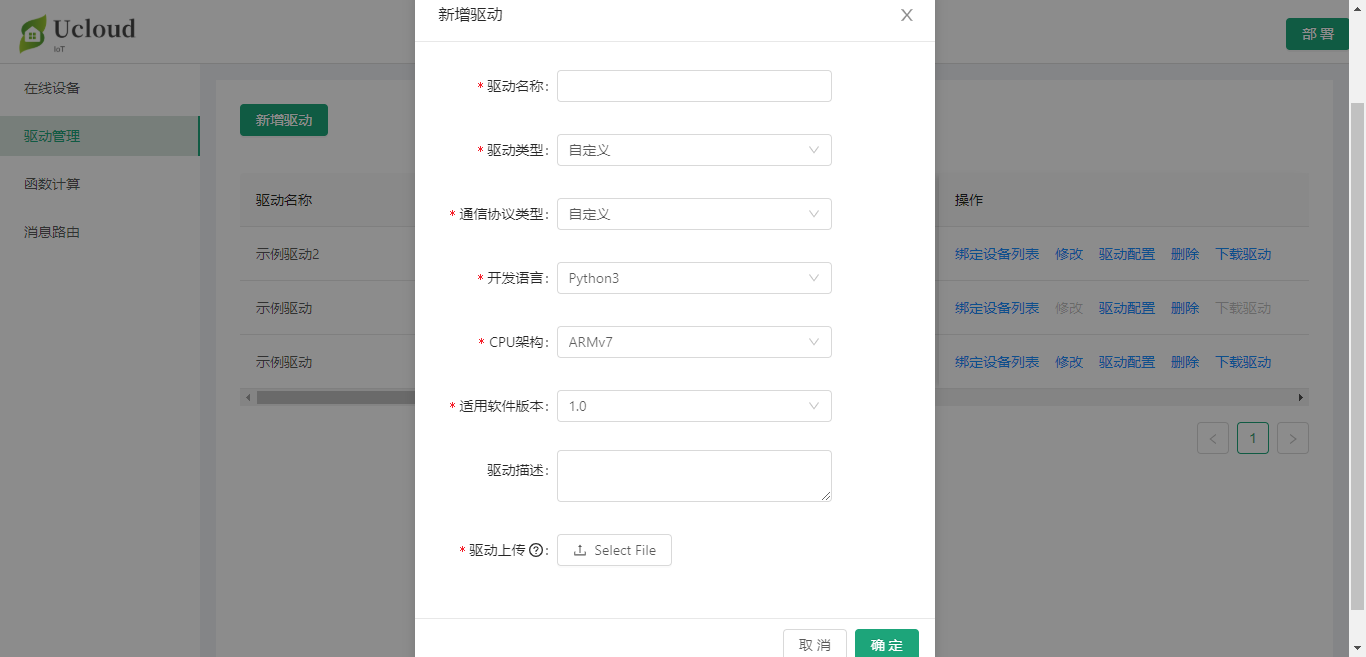 新增驱动
Ucloud
IoT
部 署
在线设备
驱动管理
函数计算
消息路由
新增驱动
驱动名称
操作
示例驱动2
绑定设备列表 修改 驱动配置 删除 下载驱动
示例驱动
绑定设备列表 修改 驱动配置 删除 下载驱动
示例驱动
绑定设备列表 修改 驱动配置 删除 下载驱动
1
* 驱动名称:
* 驱动类型: 自定义
* 通信协议类型: 自定义
* 开发语言: Python3
* CPU架构: ARMv7
* 适用软件版本: 1.0
驱动描述:
* 驱动上传?: Select File
取 消 确 定